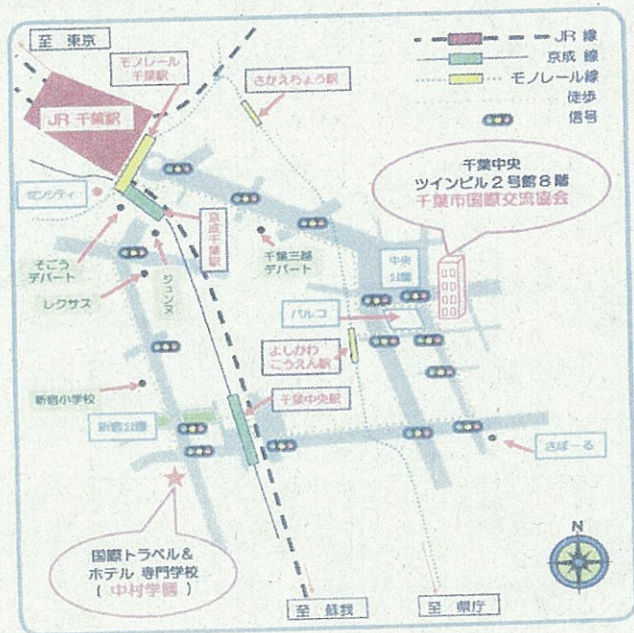 至 東京
モノレール
千葉駅
さかえちょう駅
JR 線
京成 線
モノレール線
徒歩
信号
JR 千葉駅
千葉中央
ツインビル2号館8階
千葉市国際交流協会
センシティ
京成千葉駅
そごう
デパート
ジュンヌ
千葉三越
デパート
中央
公園
レクサス
パルコ
よしかわ
こうえん駅
新宿小学校
千葉中央駅
新宿公園
きぼーる
国際トラベル&
ホテル 専門学校
( 中村学園 )
N
至 蘇我
至 県庁